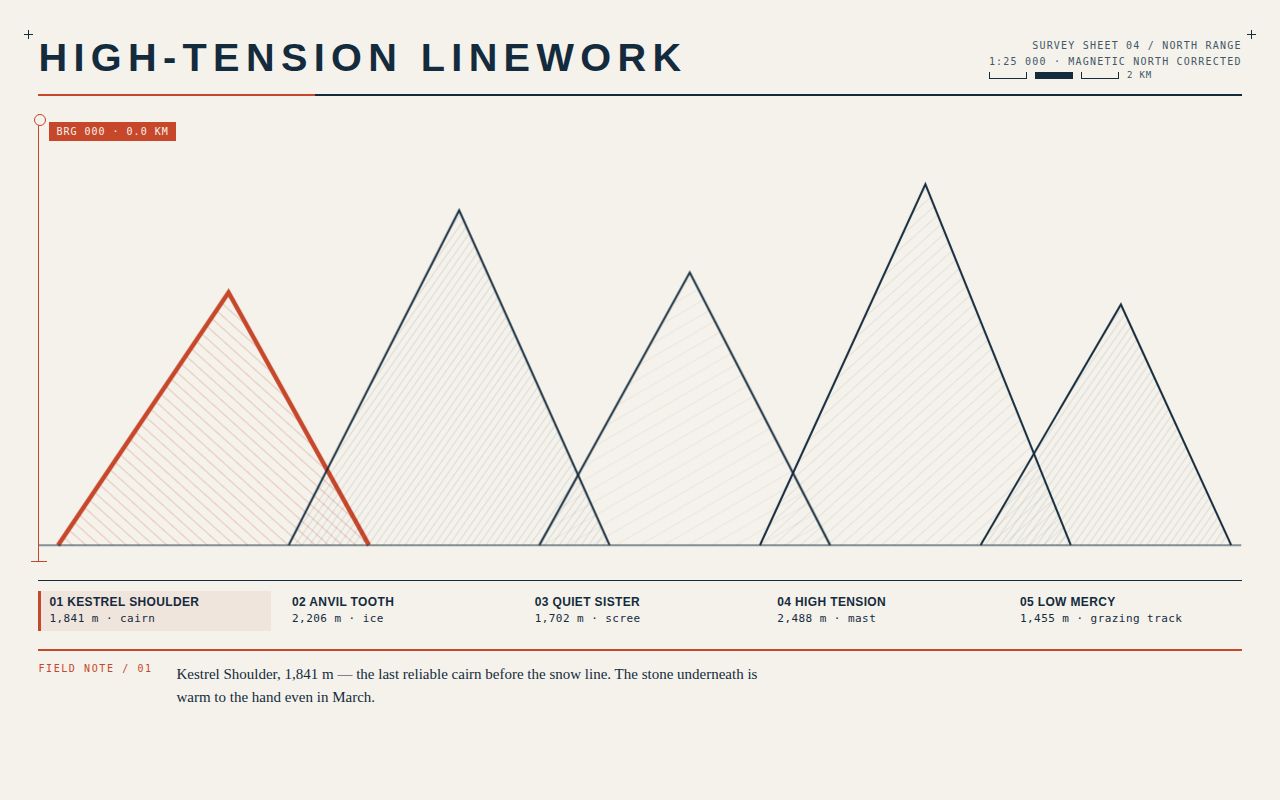 HIGH-TENSION LINEWORK
SURVEY SHEET 04 / NORTH RANGE
1:25 000 · MAGNETIC NORTH CORRECTED
2 KM
BRG 000 · 0.0 KM
01 KESTREL SHOULDER
1,841 m · cairn
02 ANVIL TOOTH
2,206 m · ice
03 QUIET SISTER
1,702 m · scree
04 HIGH TENSION
2,488 m · mast
05 LOW MERCY
1,455 m · grazing track
FIELD NOTE / 01
Kestrel Shoulder, 1,841 m — the last reliable cairn before the snow line. The stone underneath is
warm to the hand even in March.